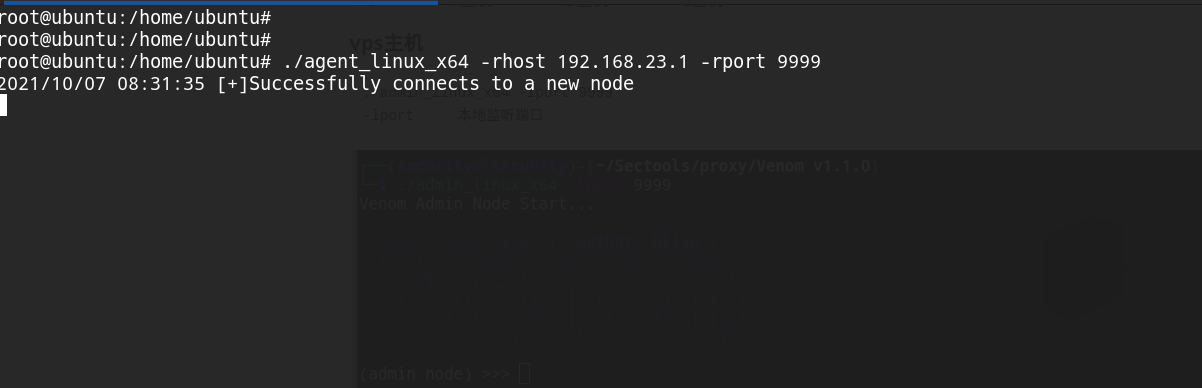 root@ubuntu:/home/ubuntu#
root@ubuntu:/home/ubuntu#
vps主机
root@ubuntu:/home/ubuntu# ./agent_linux_x64 -rhost 192.168.23.1 -rport 9999
2021/10/07 08:31:35 [+]Successfully connects to a new node
-lport 本地监听端口
~/Sectools/proxy/Venom v1.1.0]
./admin_linux_x64 9999
Venom Admin Node Start...
(admin node) >>>